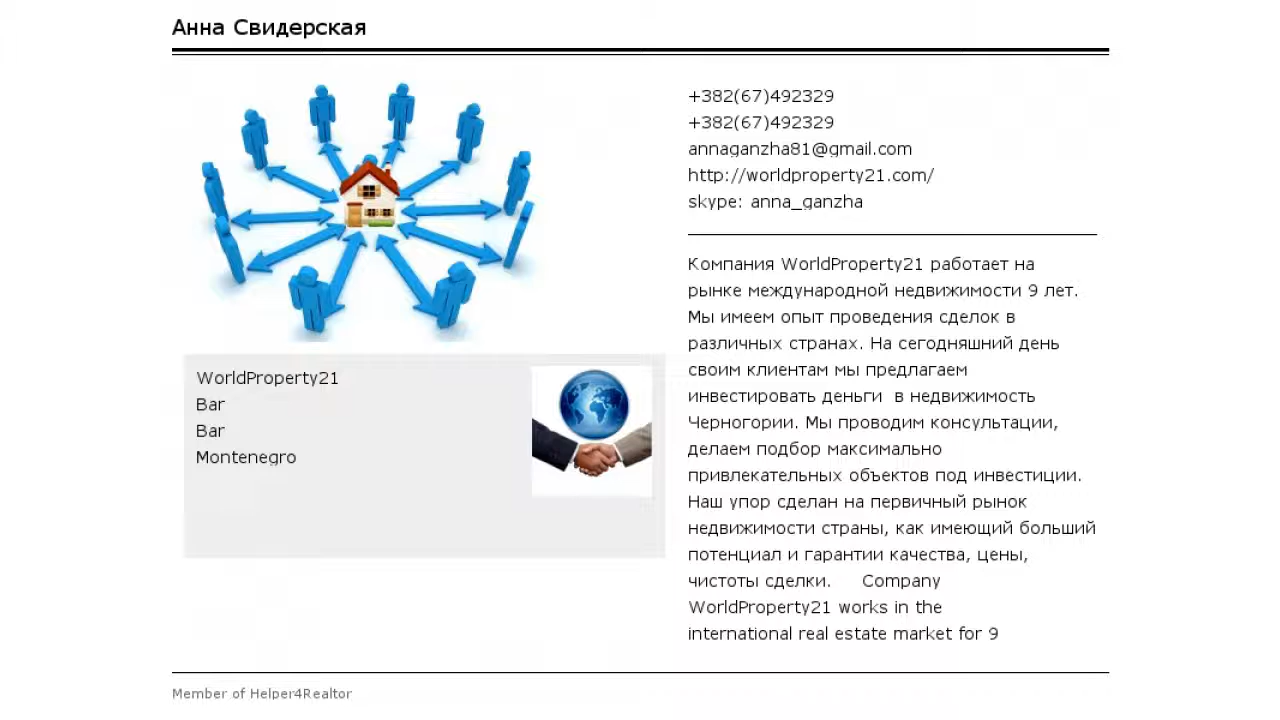 Анна Свидерская
+382(67)492329
+382(67)492329
annaganzha81@gmail.com
http://worldproperty21.com/
skype: anna_ganzha
WorldProperty21
Bar
Bar
Montenegro
Компания WorldProperty21 работает на
рынке международной недвижимости 9 лет.
Мы имеем опыт проведения сделок в
различных странах. На сегодняшний день
своим клиентам мы предлагаем
инвестировать деньги  в недвижимость
Черногории. Мы проводим консультации,
делаем подбор максимально
привлекательных объектов под инвестиции.
Наш упор сделан на первичный рынок
недвижимости страны, как имеющий больший
потенциал и гарантии качества, цены,
чистоты сделки.     Company
WorldProperty21 works in the
international real estate market for 9
Member of Helper4Realtor